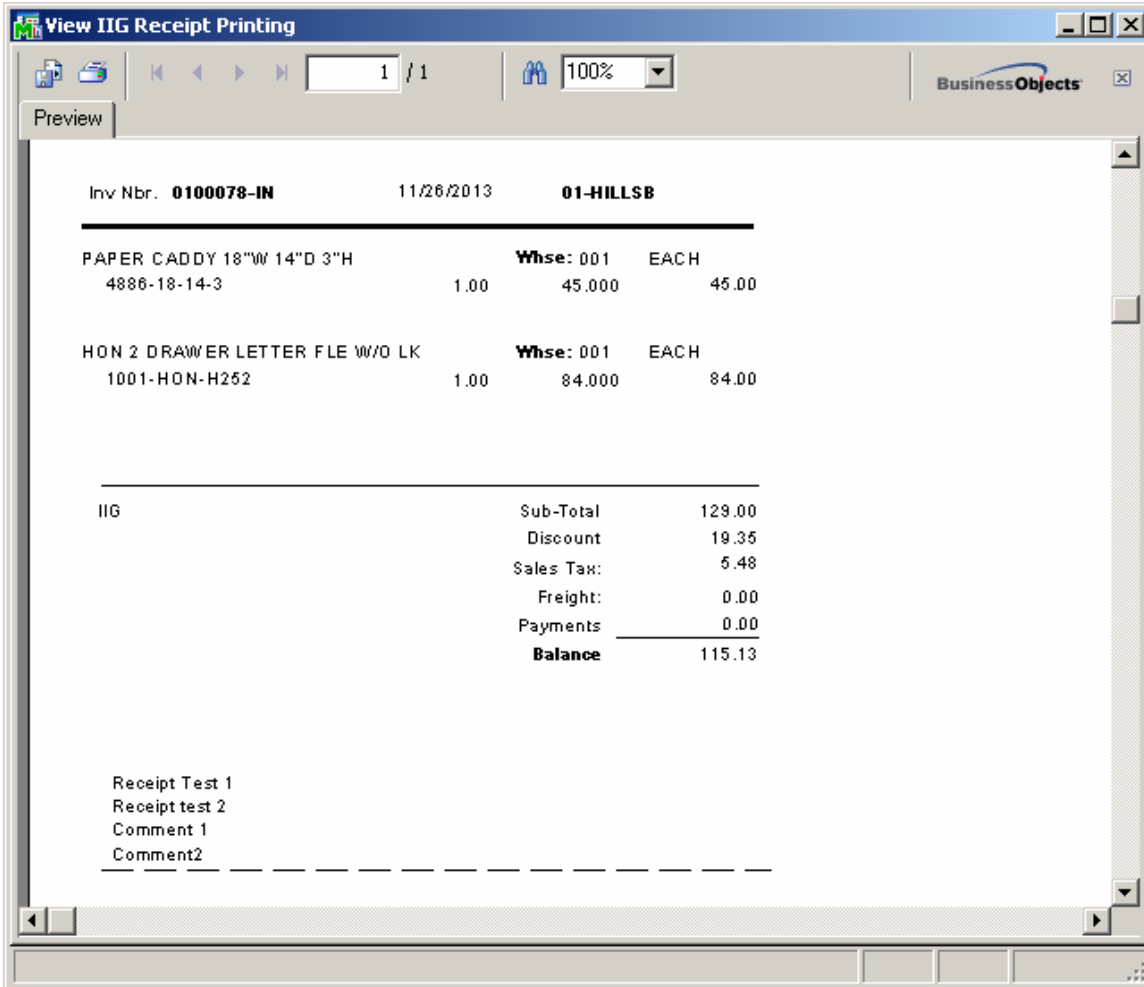 View IIG Receipt Printing
1 / 1 100% BusinessObjects
Preview
Inv Nbr. 0100078-IN 11/26/2013 01-HILLSB
PAPER CADDY 18"W 14"D 3"H Whse: 001 EACH
4886-18-14-3 1.00 45.000 45.00
HON 2 DRAWER LETTER FLE W/O LK Whse: 001 EACH
1001-HON-H252 1.00 84.000 84.00
IIG Sub-Total 129.00
Discount 19.35
Sales Tax: 5.48
Freight: 0.00
Payments 0.00
Balance 115.13
Receipt Test 1
Receipt test 2
Comment 1
Comment2